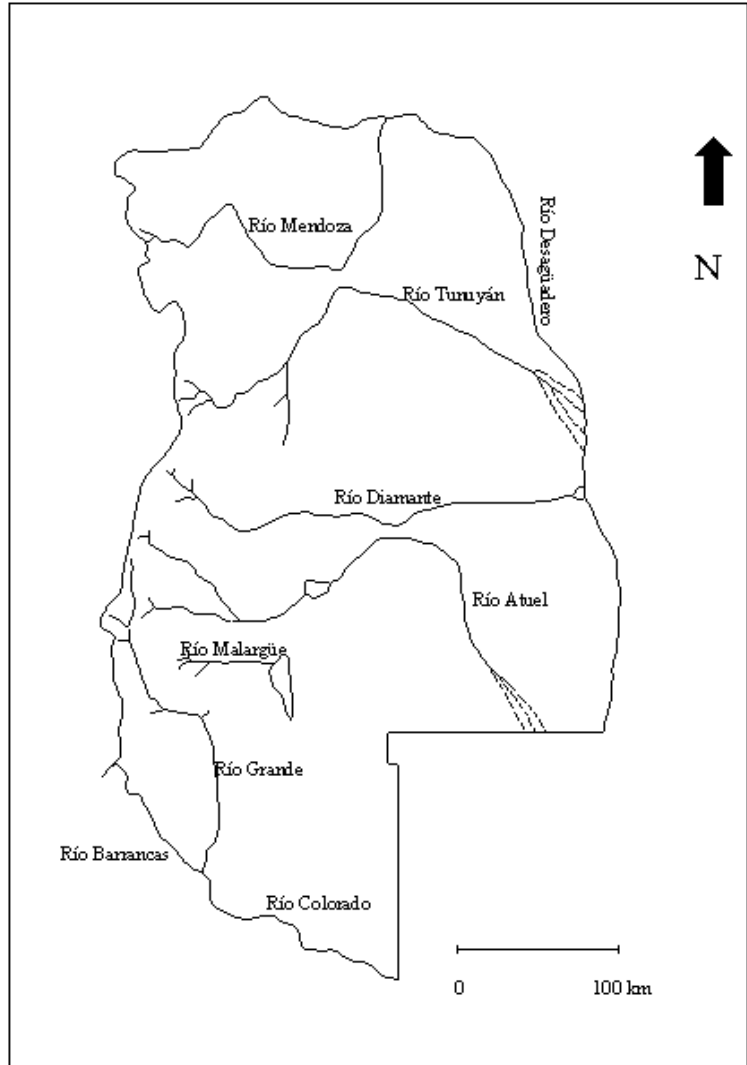 Río Mendoza
Río Desagüadero
N
Río Tunuyán
Río Diamante
Río Atuel
Río Malargüe
Río Grande
Río Barrancas
Río Colorado
0 100 km